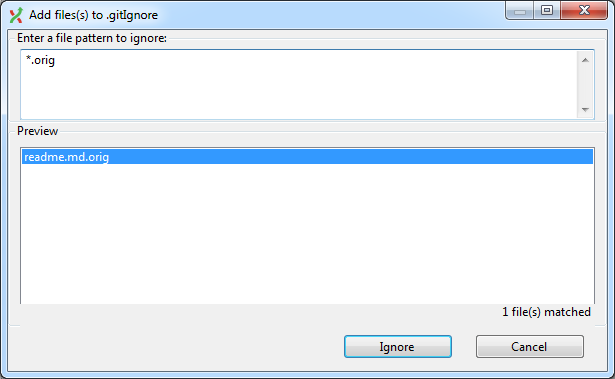 Add files(s) to .gitIgnore
Enter a file pattern to ignore:
*.orig
Preview
readme.md.orig
1 file(s) matched
Ignore
Cancel